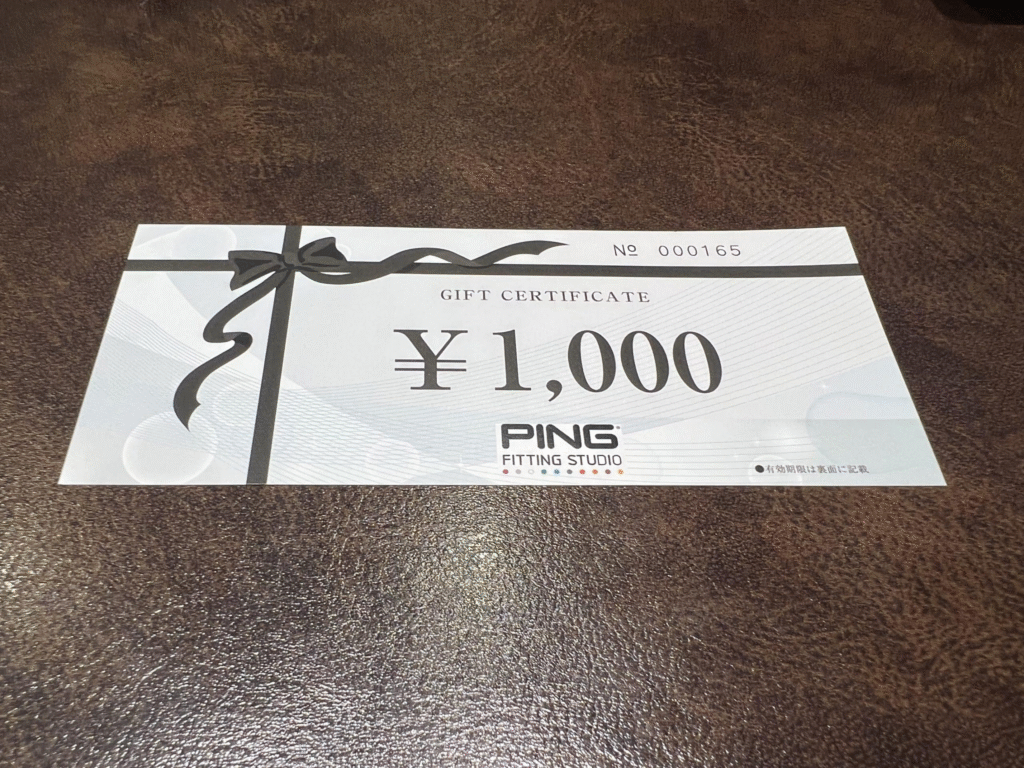 Nº 000165
GIFT CERTIFICATE
¥1,000
PING
FITTING STUDIO
●有効期限は裏面に記載